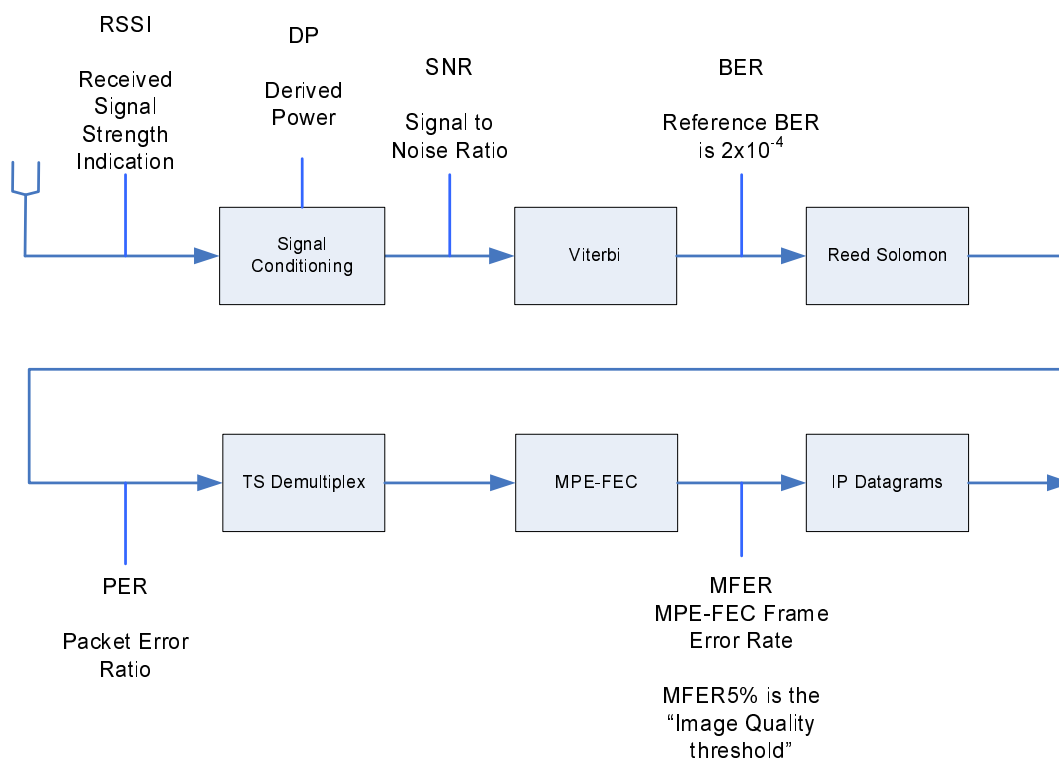 RSSI
Received
Signal
Strength
Indication
DP
Derived
Power
SNR
Signal to
Noise Ratio
BER
Reference BER
is 2x10⁻⁴
Signal
Conditioning
Viterbi
Reed Solomon
TS Demultiplex
MPE-FEC
IP Datagrams
PER
Packet Error
Ratio
MFER
MPE-FEC Frame
Error Rate
MFER5% is the
“Image Quality
threshold”